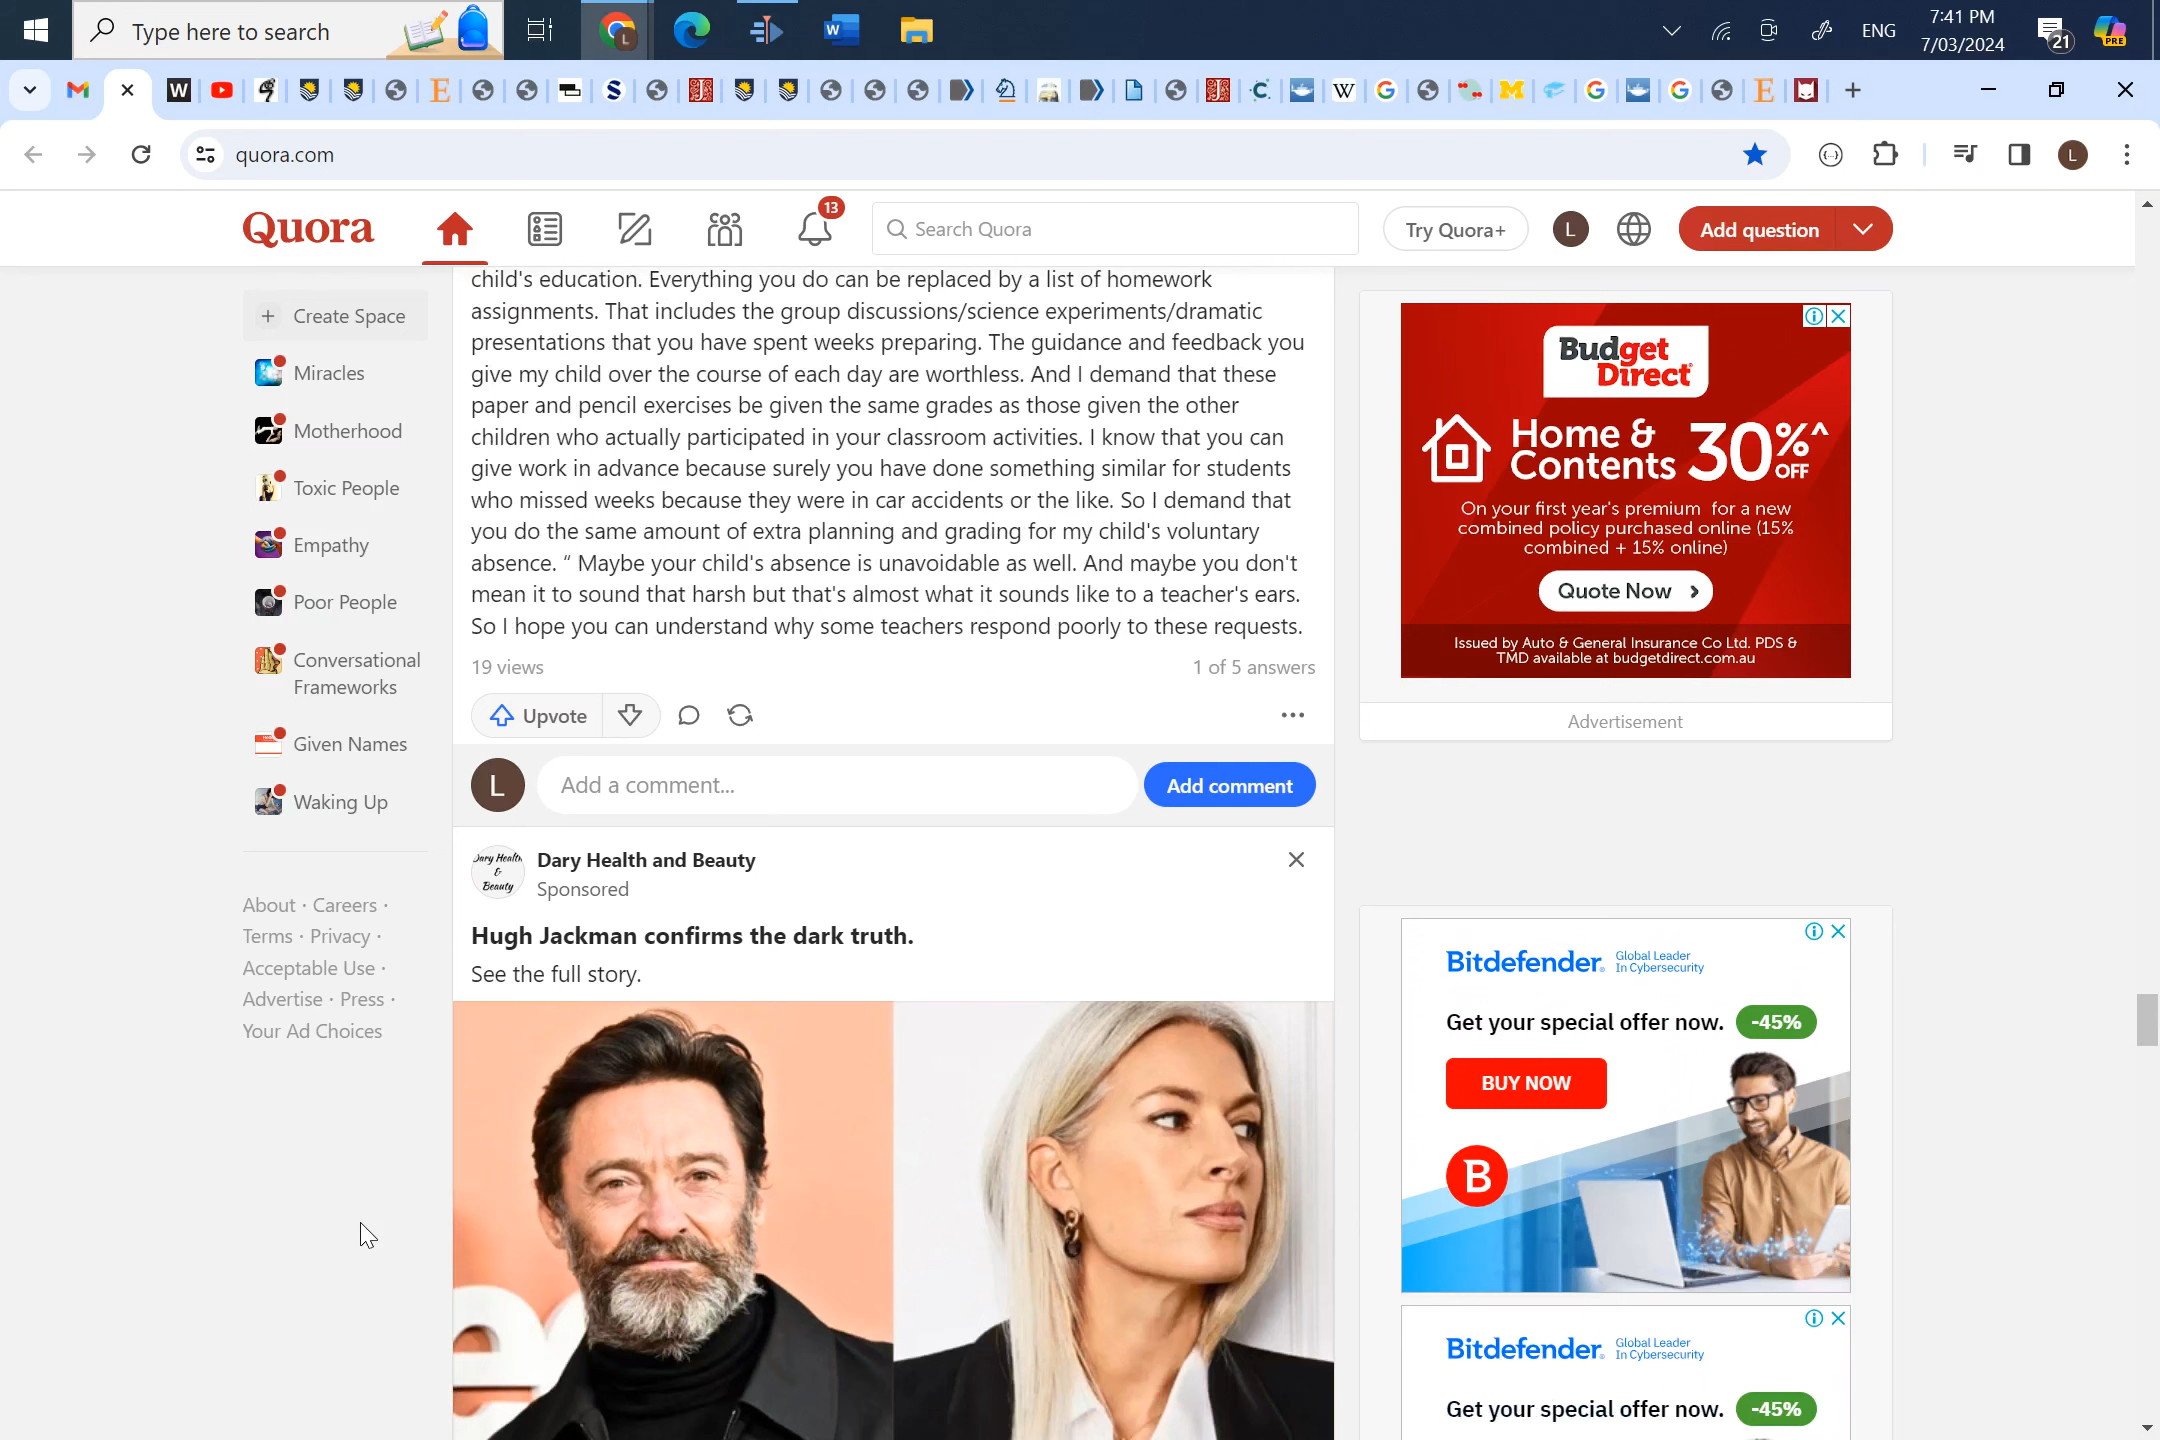 Type here to search
ENG
7:41 PM
7/03/2024
21
PRE
quora.com
L
Quora
13
Search Quora
Try Quora+
L
Add question
Create Space
Miracles
Motherhood
Toxic People
Empathy
Poor People
Conversational
Frameworks
Given Names
Waking Up
About · Careers ·
Terms · Privacy ·
Acceptable Use ·
Advertise · Press ·
Your Ad Choices
child's education. Everything you do can be replaced by a list of homework
assignments. That includes the group discussions/science experiments/dramatic
presentations that you have spent weeks preparing. The guidance and feedback you
give my child over the course of each day are worthless. And I demand that these
paper and pencil exercises be given the same grades as those given the other
children who actually participated in your classroom activities. I know that you can
give work in advance because surely you have done something similar for students
who missed weeks because they were in car accidents or the like. So I demand that
you do the same amount of extra planning and grading for my child's voluntary
absence. “ Maybe your child's absence is unavoidable as well. And maybe you don't
mean it to sound that harsh but that's almost what it sounds like to a teacher's ears.
So I hope you can understand why some teachers respond poorly to these requests.
19 views
1 of 5 answers
Upvote
L
Add a comment...
Add comment
Dary Health
&
Beauty
Dary Health and Beauty
Sponsored
Hugh Jackman confirms the dark truth.
See the full story.
Budget
Direct
Home &
Contents
30%^
OFF
On your first year's premium for a new
combined policy purchased online (15%
combined + 15% online)
Quote Now
Issued by Auto & General Insurance Co Ltd. PDS &
TMD available at budgetdirect.com.au
Advertisement
Bitdefender
Global Leader
In Cybersecurity
Get your special offer now.
-45%
BUY NOW
B
Bitdefender
Global Leader
In Cybersecurity
Get your special offer now.
-45%